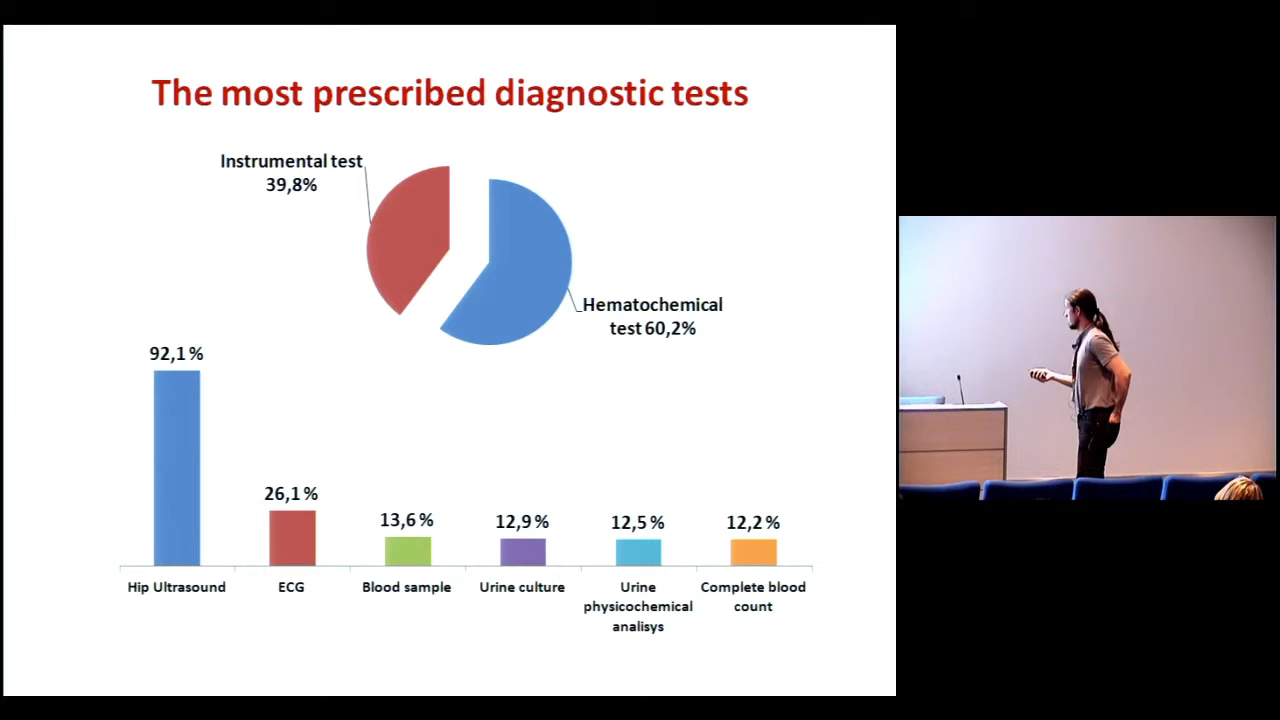 The most prescribed diagnostic tests
Instrumental test
39,8%
Hematochemical
test 60,2%
92,1 %
26,1 %
13,6 %
12,9 %
12,5 %
12,2 %
Hip Ultrasound
ECG
Blood sample
Urine culture
Urine
physicochemical
analisys
Complete blood
count